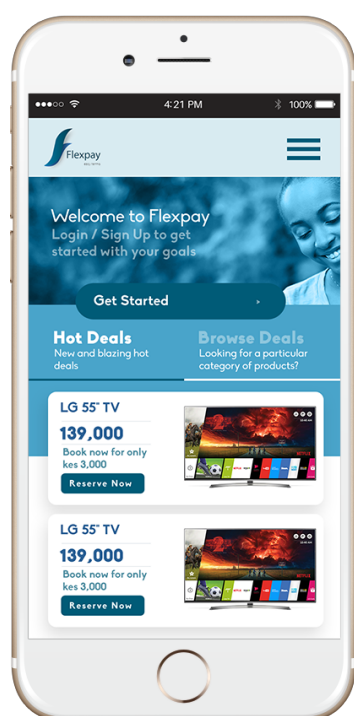 4:21 PM
100%
Flexpay
Welcome to Flexpay
Login / Sign Up to get
started with your goals
Get Started >
Hot Deals
New and blazing hot
deals
Browse Deals
Looking for a particular
category of products?
LG 55" TV
139,000
Book now for only
kes 3,000
Reserve Now
NETFLIX
LG 55" TV
139,000
Book now for only
kes 3,000
Reserve Now
NETFLIX